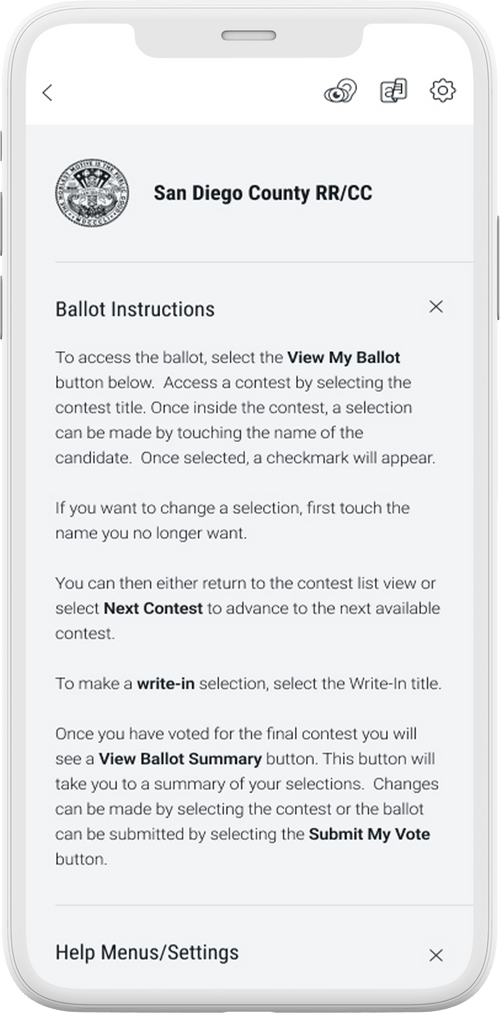 San Diego County RR/CC
Ballot Instructions
To access the ballot, select the View My Ballot
button below.  Access a contest by selecting the
contest title. Once inside the contest, a selection
can be made by touching the name of the
candidate.  Once selected, a checkmark will appear.
If you want to change a selection, first touch the
name you no longer want.
You can then either return to the contest list view or
select Next Contest to advance to the next available
contest.
To make a write-in selection, select the Write-In title.
Once you have voted for the final contest you will
see a View Ballot Summary button. This button will
take you to a summary of your selections.  Changes
can be made by selecting the contest or the ballot
can be submitted by selecting the Submit My Vote
button.
Help Menus/Settings